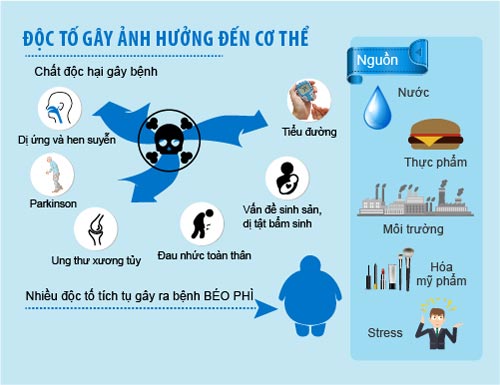 ĐỘC TỐ GÂY ẢNH HƯỞNG ĐẾN CƠ THỂ
Chất độc hại gây bệnh
Dị ứng và hen suyễn
Tiểu đường
Parkinson
Vấn đề sinh sản,
dị tật bẩm sinh
Ung thư xương tủy
Đau nhức toàn thân
Nhiều độc tố tích tụ gây ra bệnh BÉO PHÌ
Nguồn
Nước
Thực phẩm
Môi trường
Hóa
mỹ phẩm
Stress